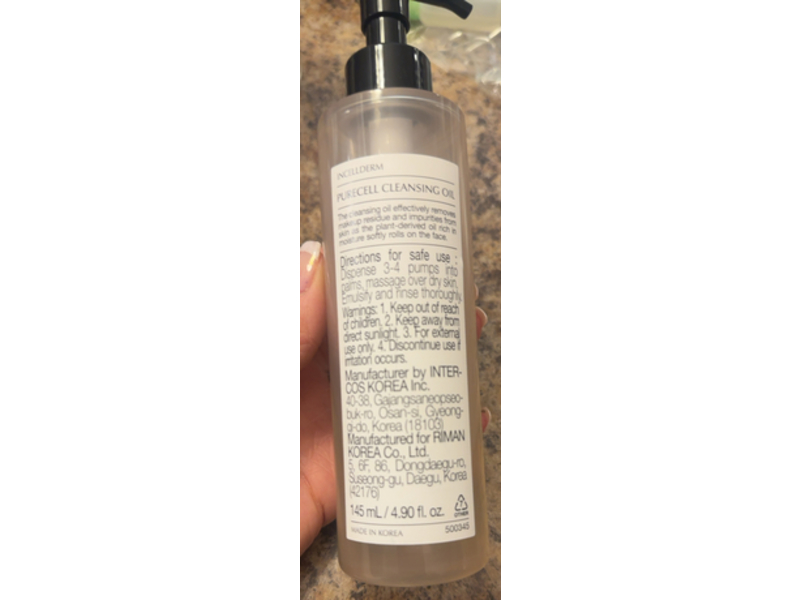 INCELLDERM
PURECELL CLEANSING OIL
The cleansing oil effectively removes
makeup residue and impurities from
skin as the plant-derived oil rich in
moisture softly rolls on the face.
Directions for safe use :
Dispense 3-4 pumps into
palms, massage over dry skin.
Emulsify and rinse thoroughly.
Warnings: 1. Keep out of reach
of children. 2. Keep away from
direct sunlight. 3. For external
use only. 4. Discontinue use if
irritation occurs.
Manufacturer by INTER-
COS KOREA Inc.
40-38, Gajangsaneopseo-
buk-ro, Osan-si, Gyeong-
gi-do, Korea (18103)
Manufactured for RIMAN
KOREA Co., Ltd.
5, 6F, 86, Dongdaegu-ro,
Suseong-gu, Daegu, Korea
(42176)
145 mL / 4.90 fl. oz.
7
OTHER
MADE IN KOREA
500345